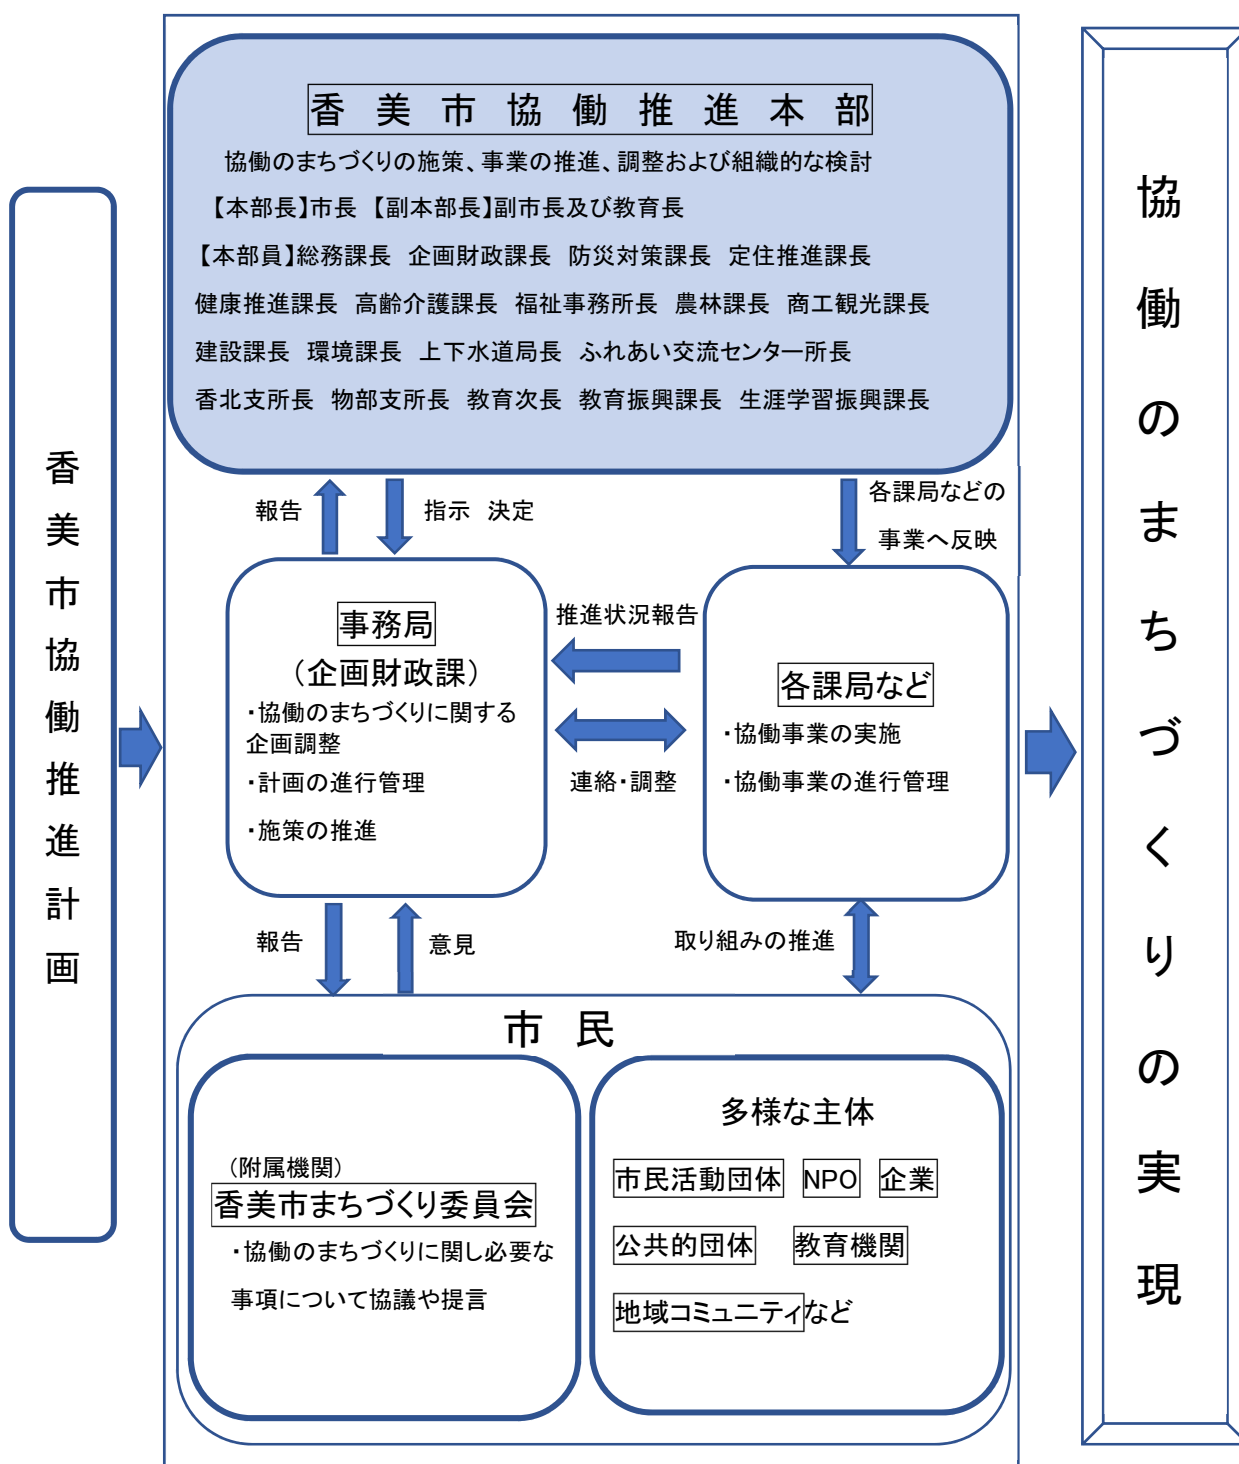 香美市協働推進計画
香美市協働推進本部
協働のまちづくりの施策、事業の推進、調整および組織的な検討
【本部長】市長　【副本部長】副市長及び教育長
【本部員】総務課長　企画財政課長　防災対策課長　定住推進課長
健康推進課長　高齢介護課長　福祉事務所長　農林課長　商工観光課長
建設課長　環境課長　上下水道局長　ふれあい交流センター所長
香北支所長　物部支所長　教育次長　教育振興課長　生涯学習振興課長
報告
指示　決定
各課局などの
事業へ反映
事務局
（企画財政課）
・協働のまちづくりに関する
企画調整
・計画の進行管理
・施策の推進
推進状況報告
連絡・調整
各課局など
・協働事業の実施
・協働事業の進行管理
報告
意見
取り組みの推進
市　民
（附属機関）
香美市まちづくり委員会
・協働のまちづくりに関し必要な
事項について協議や提言
多様な主体
市民活動団体　NPO　企業
公共的団体　教育機関
地域コミュニティなど
協働のまちづくりの実現